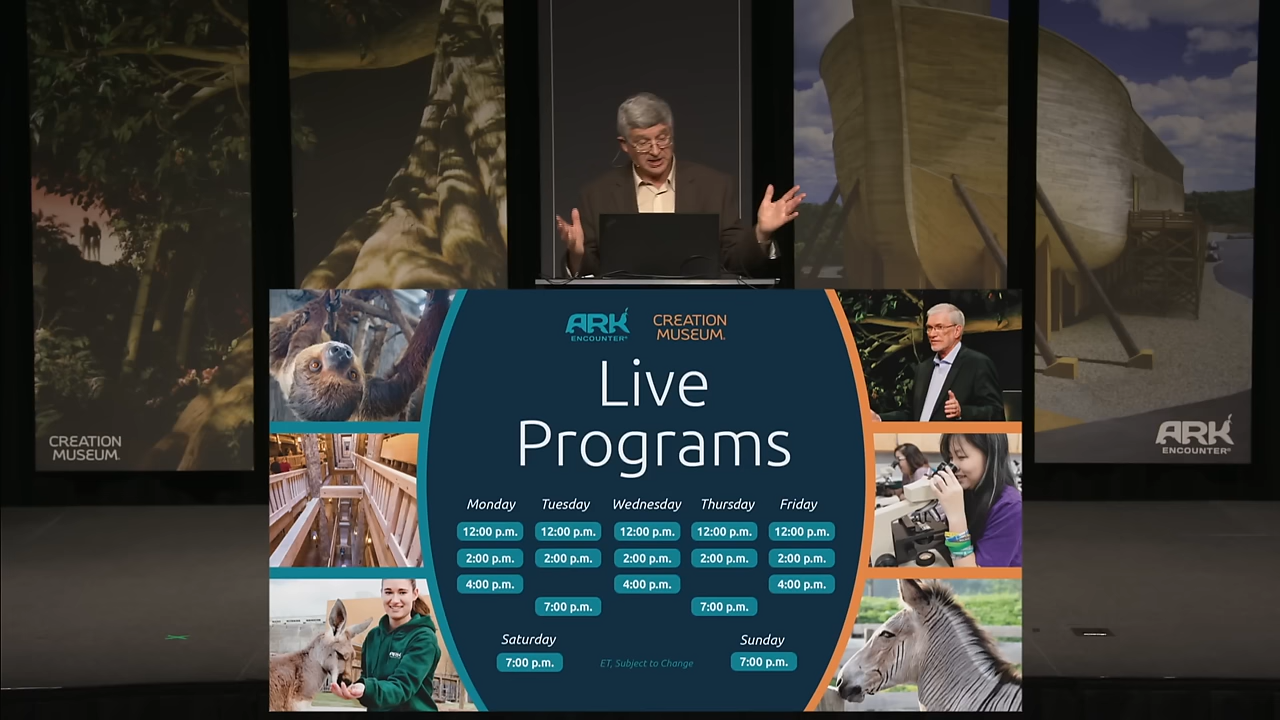 ARK
ENCOUNTER®
CREATION
MUSEUM®
Live
Programs
Monday Tuesday Wednesday Thursday Friday
12:00 p.m. 12:00 p.m. 12:00 p.m. 12:00 p.m. 12:00 p.m.
2:00 p.m. 2:00 p.m. 2:00 p.m. 2:00 p.m. 2:00 p.m.
4:00 p.m. 4:00 p.m. 4:00 p.m.
7:00 p.m. 7:00 p.m.
Saturday Sunday
7:00 p.m. ET, Subject to Change 7:00 p.m.
CREATION
MUSEUM®
ARK
ENCOUNTER®